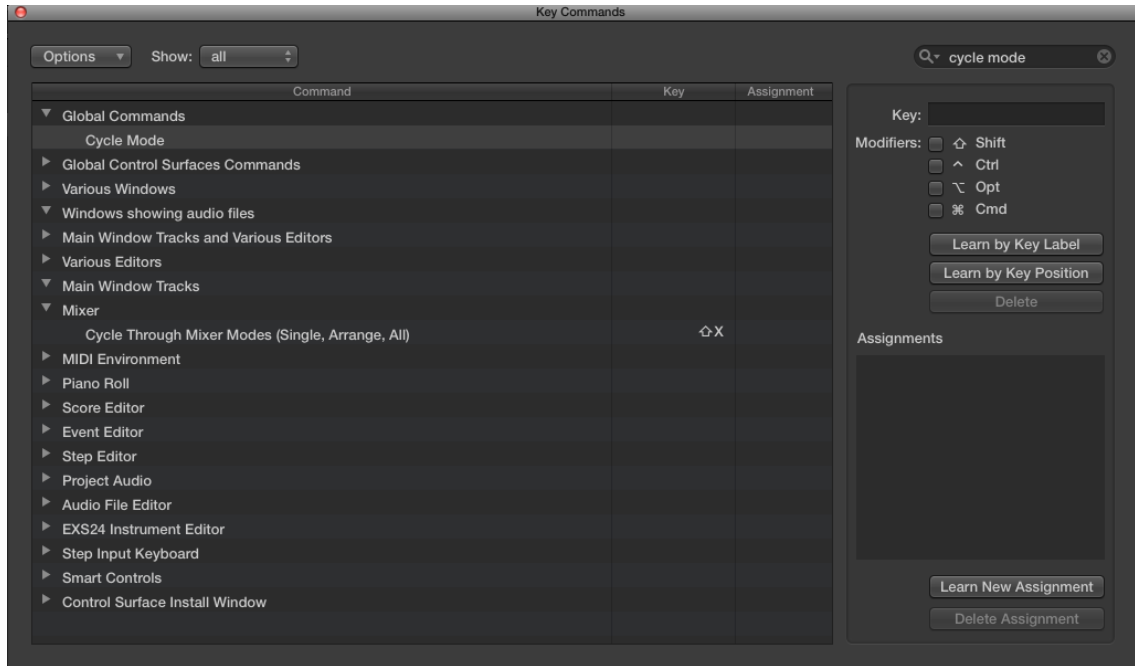 Key Commands
Options Show: all cycle mode
Command Key Assignment
Global Commands
Cycle Mode
Global Control Surfaces Commands
Various Windows
Windows showing audio files
Main Window Tracks and Various Editors
Various Editors
Main Window Tracks
Mixer
Cycle Through Mixer Modes (Single, Arrange, All) ⇧X
MIDI Environment
Piano Roll
Score Editor
Event Editor
Step Editor
Project Audio
Audio File Editor
EXS24 Instrument Editor
Step Input Keyboard
Smart Controls
Control Surface Install Window
Key:
Modifiers: ⇧ Shift
^ Ctrl
⌥ Opt
⌘ Cmd
Learn by Key Label
Learn by Key Position
Delete
Assignments
Learn New Assignment
Delete Assignment